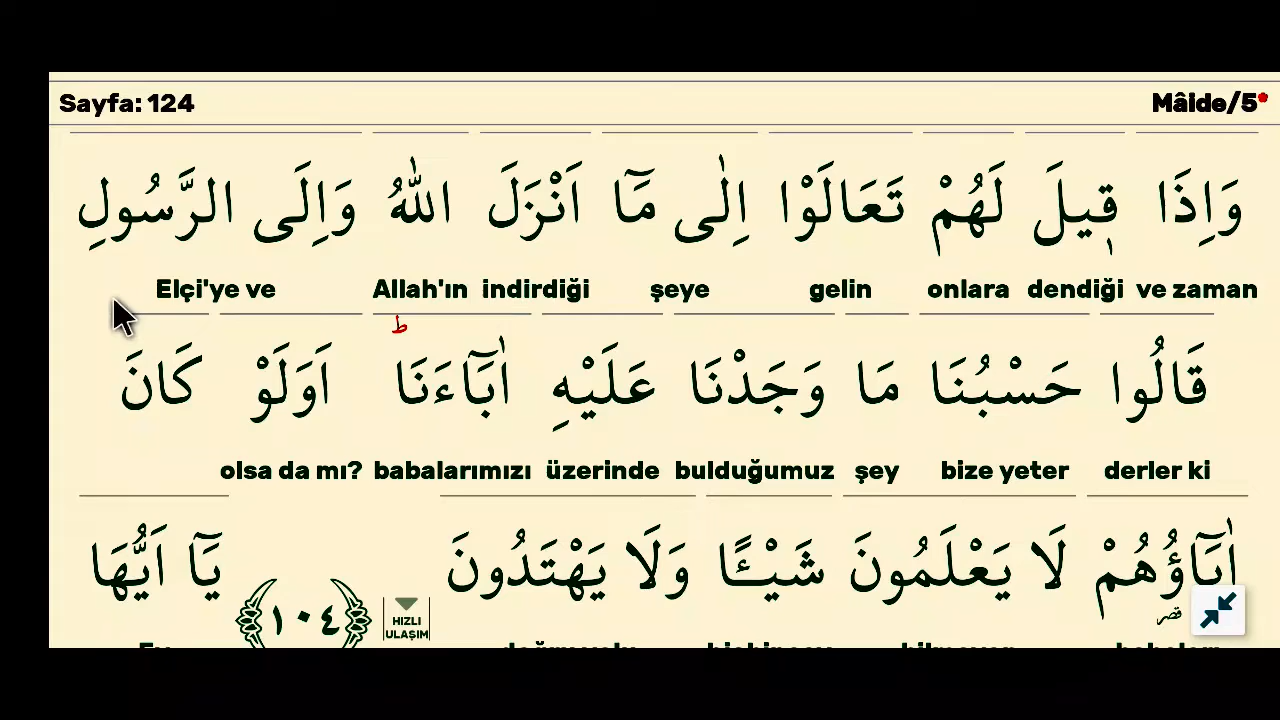 Sayfa: 124 Mâide/5*
وَاِذَا قٖيلَ لَهُمْ تَعَالَوْا اِلٰى مَٓا اَنْزَلَ اللّٰهُ وَاِلَى الرَّسُولِ
ve zaman dendiği onlara gelin şeye indirdiği Allah'ın Elçi'ye ve
ط
قَالُوا حَسْبُنَا مَا وَجَدْنَا عَلَيْهِ اٰبَٓاءَنَا اَوَلَوْ كَانَ
derler ki bize yeter şey bulduğumuz üzerinde babalarımızı olsa da mı?
اٰبَٓاؤُ۬هُمْ لَا يَعْلَمُونَ شَيْـًٔا وَلَا يَهْتَدُونَ ﴿١٠٤﴾ يَٓا اَيُّهَا
قصر
HIZLI
ULAŞIM